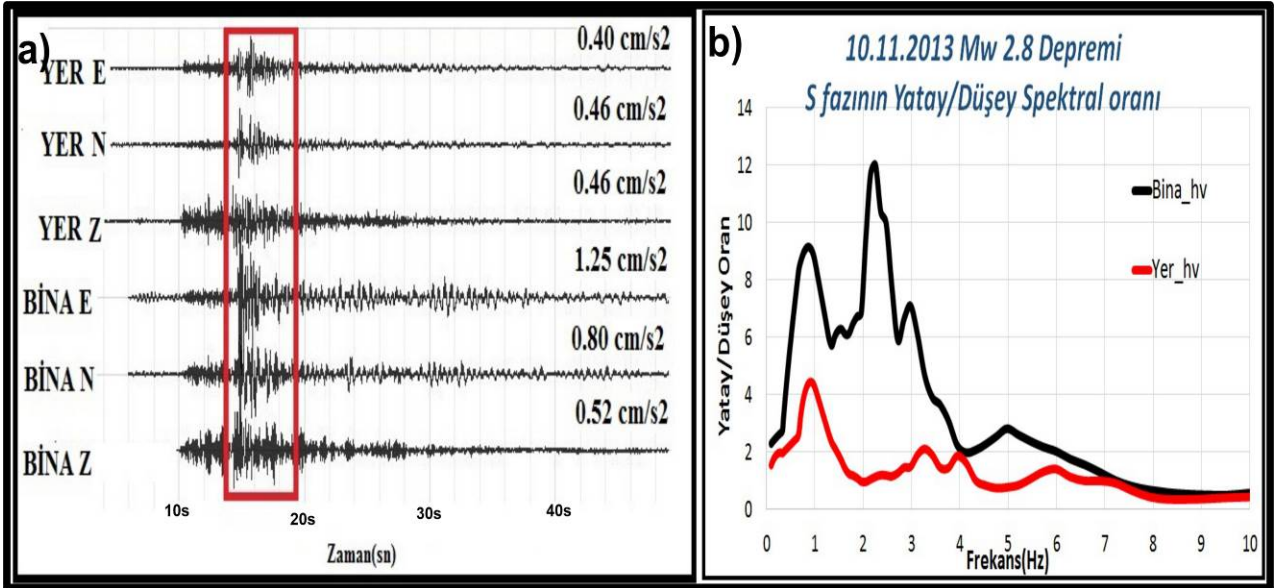 a)
YER E
0.40 cm/s2
YER N
0.46 cm/s2
YER Z
0.46 cm/s2
BİNA E
1.25 cm/s2
BİNA N
0.80 cm/s2
BİNA Z
0.52 cm/s2
10s
20s
30s
40s
Zaman(sn)
b)
10.11.2013 Mw 2.8 Depremi
S fazının Yatay/Düşey Spektral oranı
Yatay/Düşey Oran
14
12
10
8
6
4
2
0
Bina_hv
Yer_hv
0 1 2 3 4 5 6 7 8 9 10
Frekans(Hz)